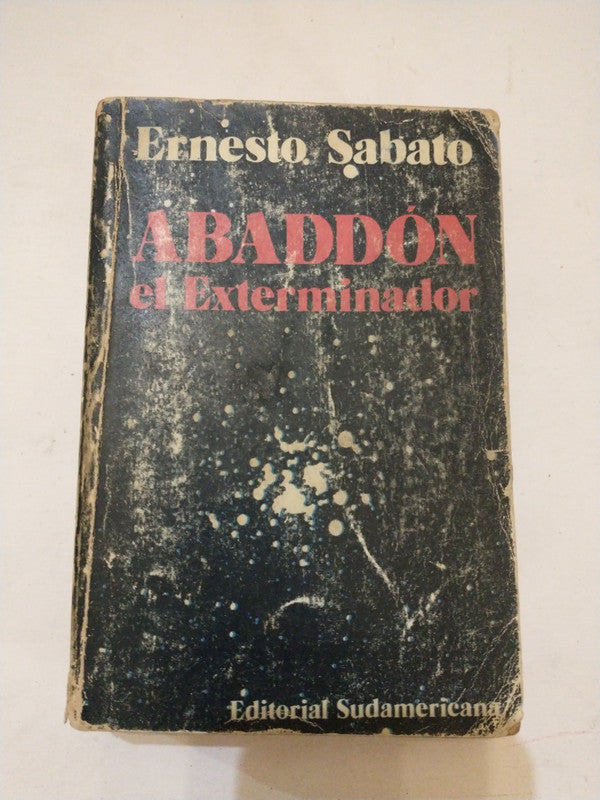 Ernesto Sabato
ABADDÓN
el Exterminador
Editorial Sudamericana